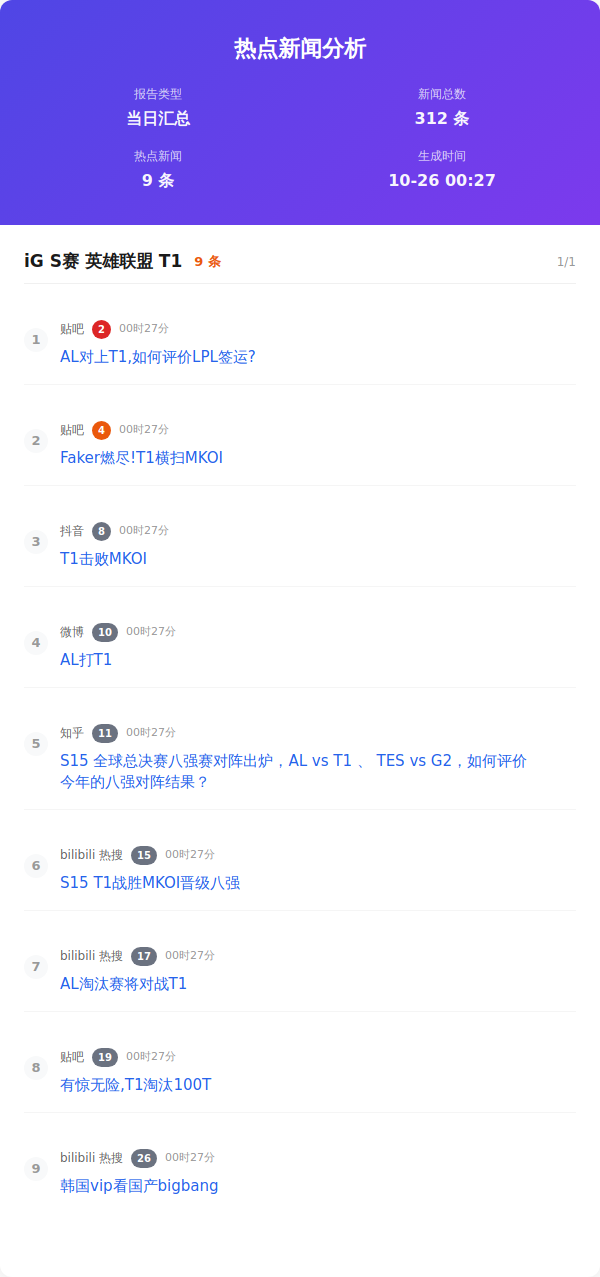 热点新闻分析
报告类型
新闻总数
当日汇总
312 条
热点新闻
生成时间
9 条
10-26 00:27
iG S赛 英雄联盟 T1 9 条 1/1
1 贴吧 2 00时27分
AL对上T1,如何评价LPL签运?
2 贴吧 4 00时27分
Faker燃尽!T1横扫MKOI
3 抖音 8 00时27分
T1击败MKOI
4 微博 10 00时27分
AL打T1
5 知乎 11 00时27分
S15 全球总决赛八强赛对阵出炉，AL vs T1 、 TES vs G2，如何评价
今年的八强对阵结果？
6 bilibili 热搜 15 00时27分
S15 T1战胜MKOI晋级八强
7 bilibili 热搜 17 00时27分
AL淘汰赛将对战T1
8 贴吧 19 00时27分
有惊无险,T1淘汰100T
9 bilibili 热搜 26 00时27分
韩国vip看国产bigbang